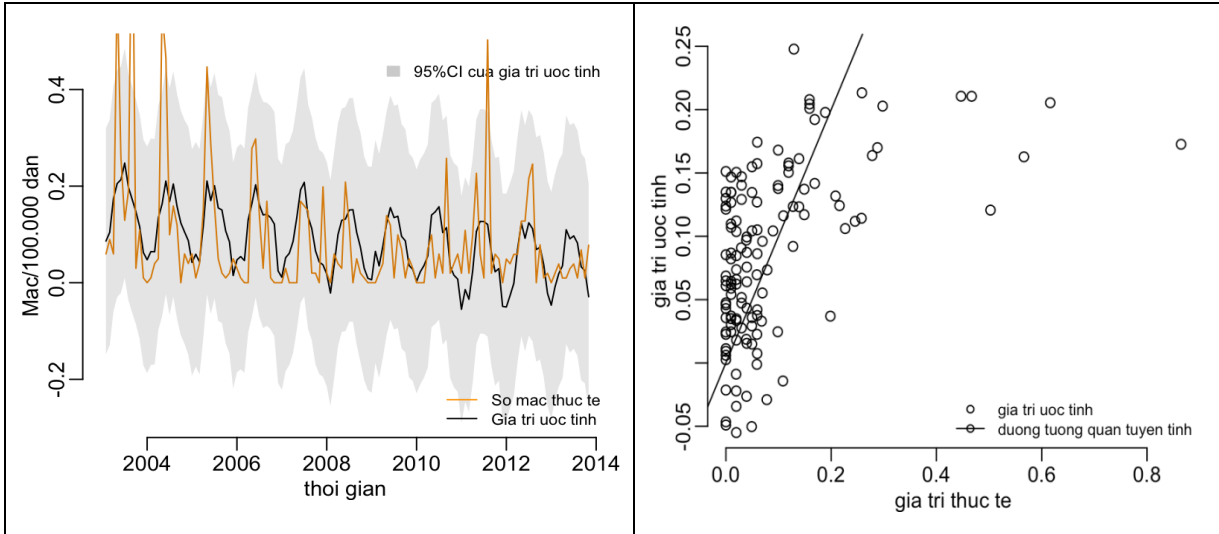 Mac/100.000 dan
0.4
0.2
0.0
-0.2
95%CI cua gia tri uoc tinh
So mac thuc te
Gia tri uoc tinh
2004 2006 2008 2010 2012 2014
thoi gian
gia tri uoc tinh
0.25
0.20
0.15
0.10
0.05
-0.05
gia tri uoc tinh
duong tuong quan tuyen tinh
0.0 0.2 0.4 0.6 0.8
gia tri thuc te